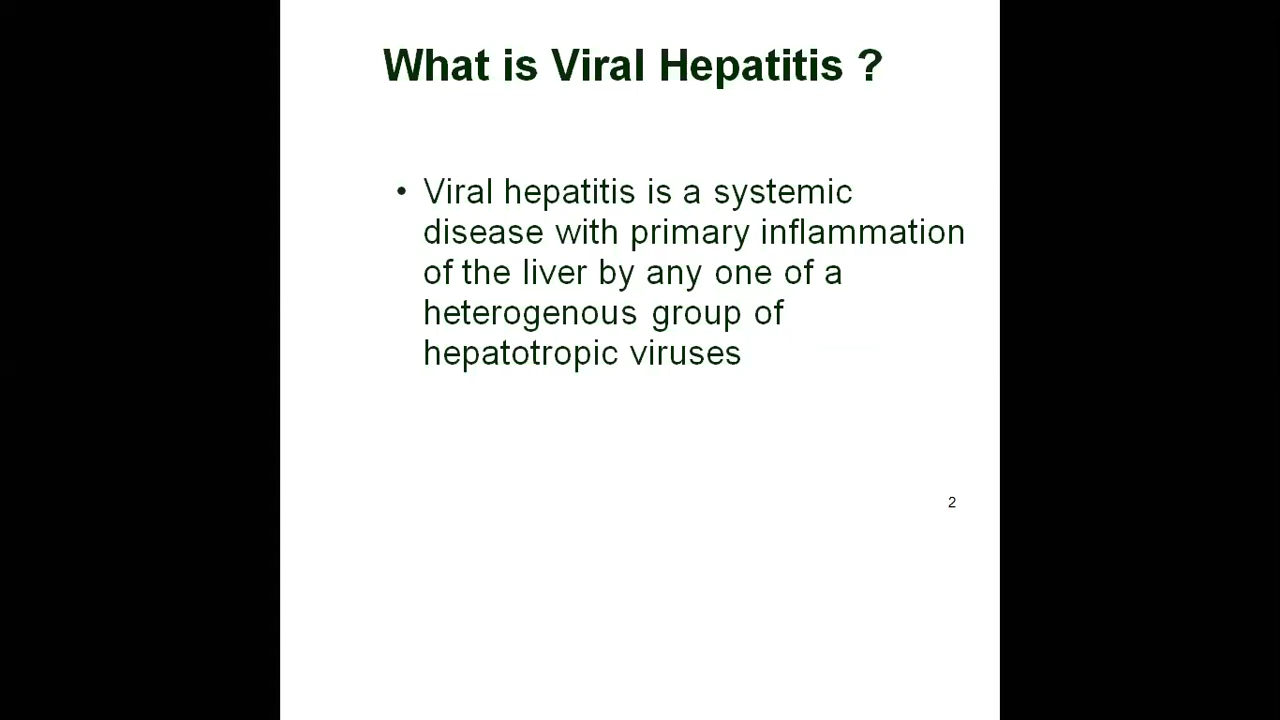 What is Viral Hepatitis ?
• Viral hepatitis is a systemic
disease with primary inflammation
of the liver by any one of a
heterogenous group of
hepatotropic viruses
2